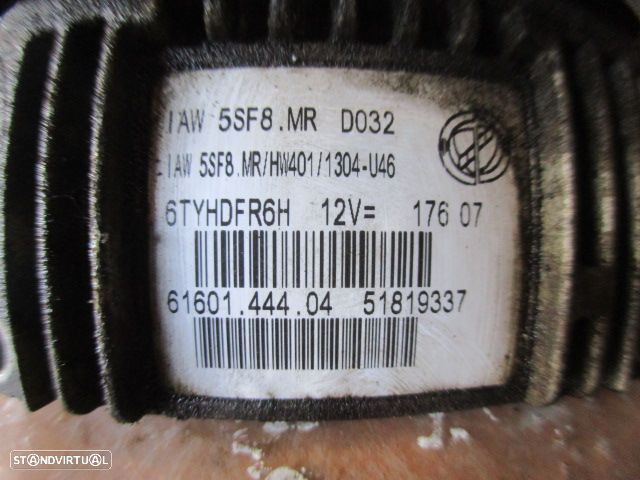 IAW 5SF8.MR D032
IAW 5SF8.MR/HW401/1304-U46
6TYHDFR6H 12V= 176 07
61601.444.04 51819337
STANDVIRTUAL